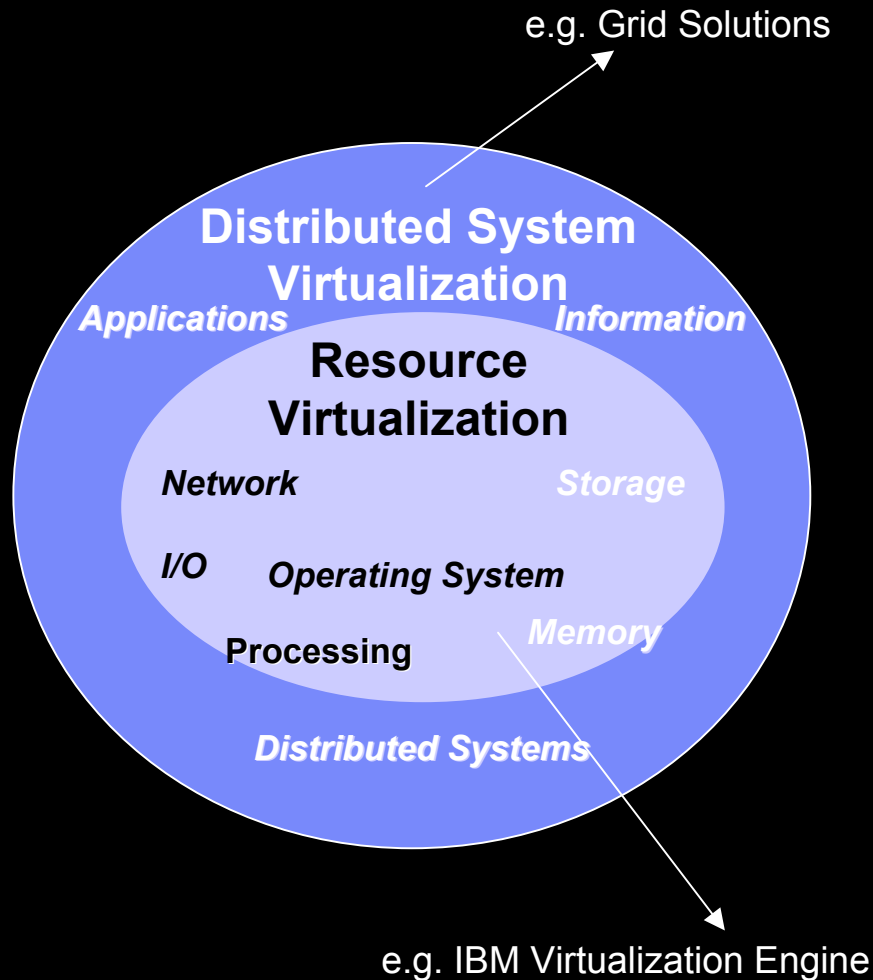 e.g. Grid Solutions
Distributed System
Virtualization
Applications
Information
Resource
Virtualization
Network
Storage
I/O
Operating System
Memory
Processing
Distributed Systems
e.g. IBM Virtualization Engine